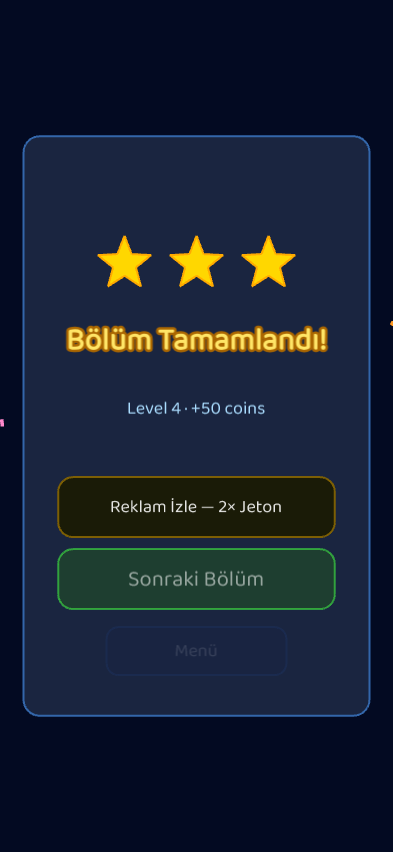 Bölüm Tamamlandı!
Level 4 · +50 coins
Reklam İzle — 2× Jeton
Sonraki Bölüm
Menü